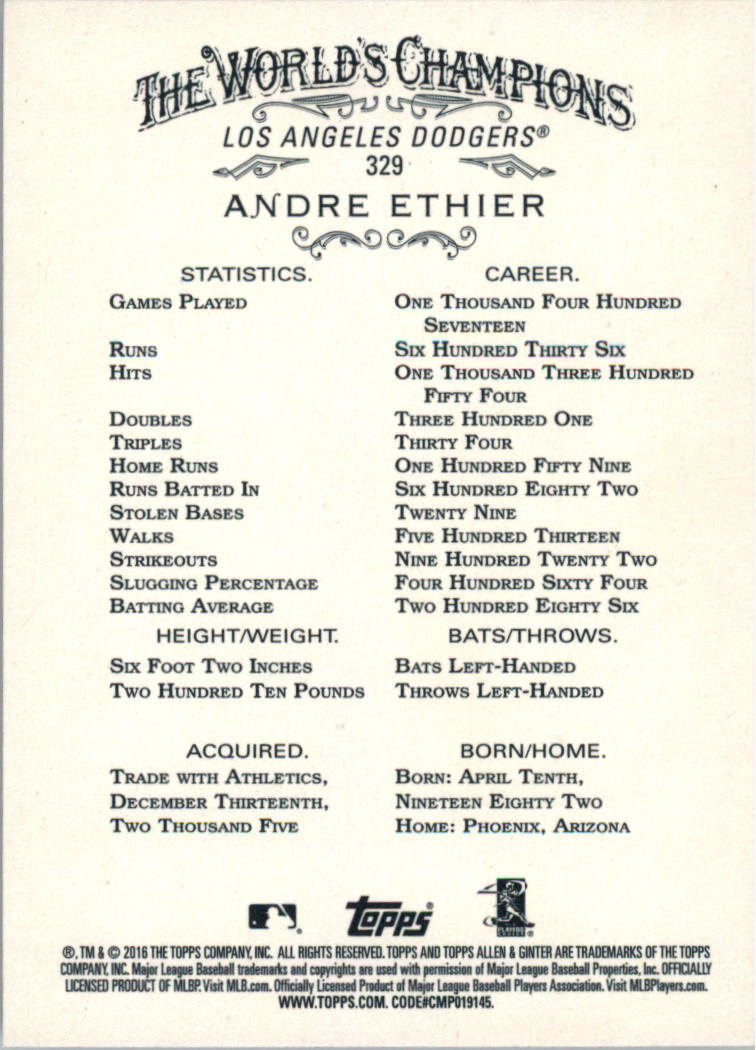 THE WORLD'S CHAMPIONS
LOS ANGELES DODGERS®
329
ANDRE ETHIER
STATISTICS. CAREER.
GAMES PLAYED ONE THOUSAND FOUR HUNDRED
SEVENTEEN
RUNS SIX HUNDRED THIRTY SIX
HITS ONE THOUSAND THREE HUNDRED
FIFTY FOUR
DOUBLES THREE HUNDRED ONE
TRIPLES THIRTY FOUR
HOME RUNS ONE HUNDRED FIFTY NINE
RUNS BATTED IN SIX HUNDRED EIGHTY TWO
STOLEN BASES TWENTY NINE
WALKS FIVE HUNDRED THIRTEEN
STRIKEOUTS NINE HUNDRED TWENTY TWO
SLUGGING PERCENTAGE FOUR HUNDRED SIXTY FOUR
BATTING AVERAGE TWO HUNDRED EIGHTY SIX
HEIGHT/WEIGHT. BATS/THROWS.
SIX FOOT TWO INCHES BATS LEFT-HANDED
TWO HUNDRED TEN POUNDS THROWS LEFT-HANDED
ACQUIRED. BORN/HOME.
TRADE WITH ATHLETICS, BORN: APRIL TENTH,
DECEMBER THIRTEENTH, NINETEEN EIGHTY TWO
TWO THOUSAND FIVE HOME: PHOENIX, ARIZONA
Topps® PLAYERS CHOICE®
®, TM & © 2016 THE TOPPS COMPANY, INC. ALL RIGHTS RESERVED. TOPPS AND TOPPS ALLEN & GINTER ARE TRADEMARKS OF THE TOPPS
COMPANY, INC. Major League Baseball trademarks and copyrights are used with permission of Major League Baseball Properties, Inc. OFFICIALLY
LICENSED PRODUCT OF MLBP. Visit MLB.com. Officially Licensed Product of Major League Baseball Players Association. Visit MLBPlayers.com.
WWW.TOPPS.COM. CODE#CMP019145.